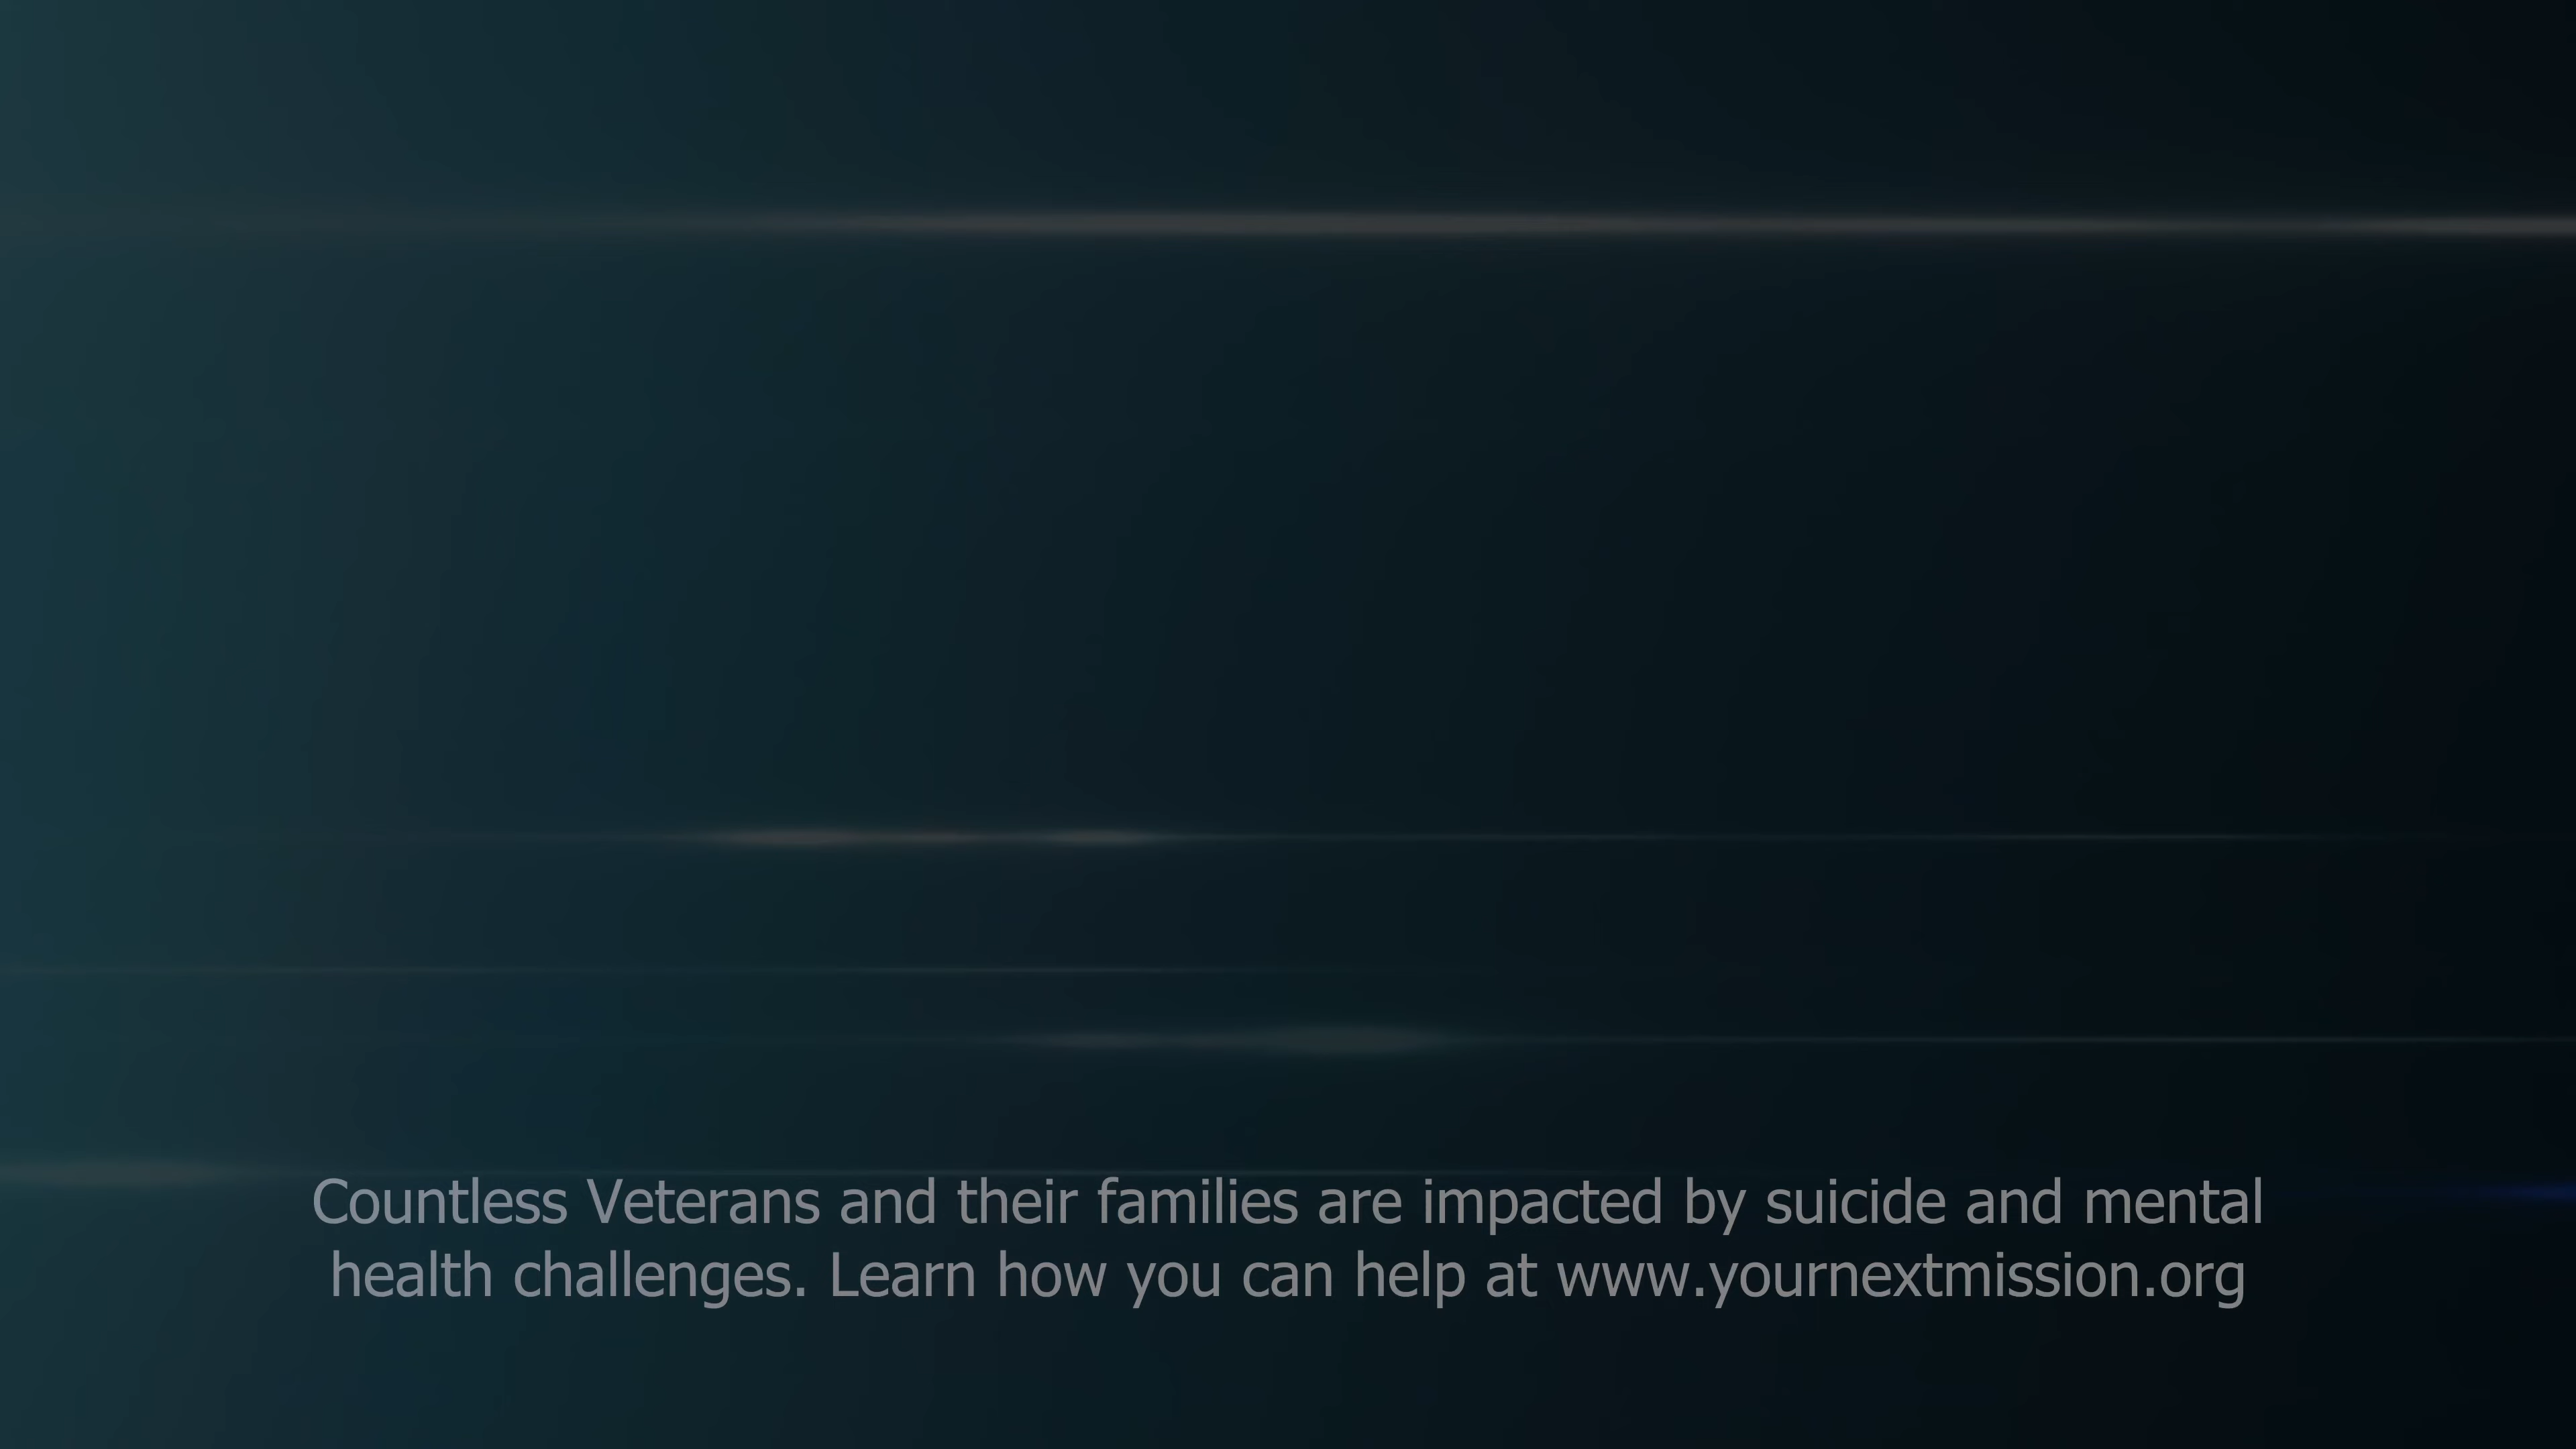 Countless Veterans and their families are impacted by suicide and mental
health challenges. Learn how you can help at www.yournextmission.org